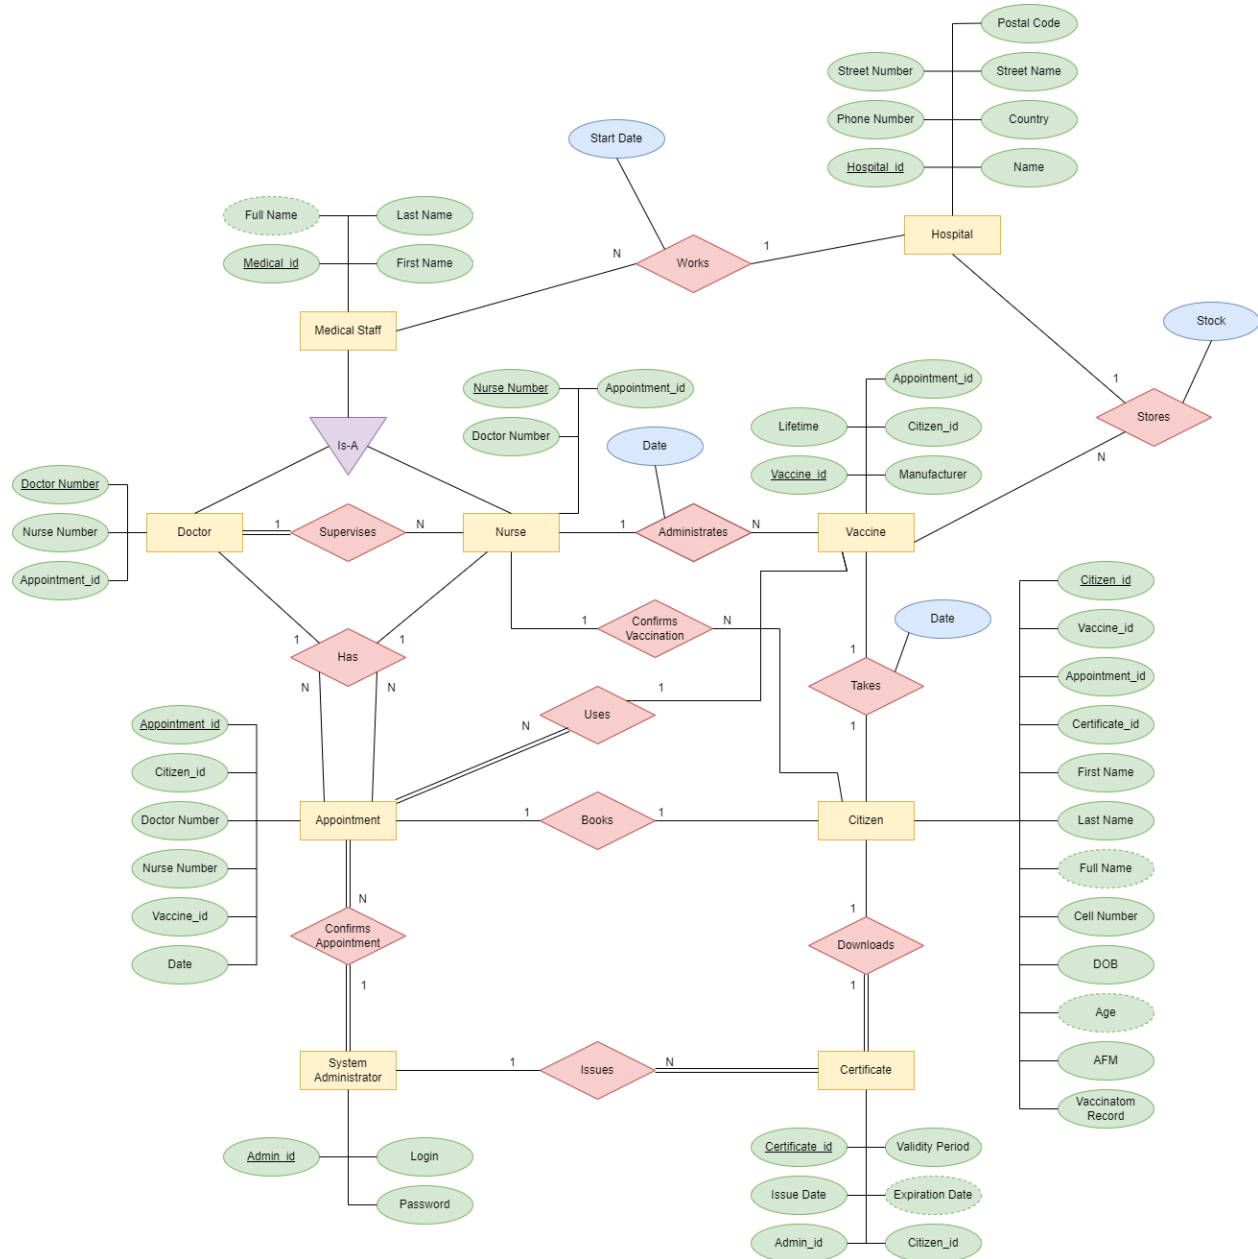 Postal Code
Street Number
Street Name
Phone Number
Country
Hospital_id
Name
Start Date
Hospital
Full Name
Last Name
Medical_id
First Name
N
1
Works
Medical Staff
Stock
1
Stores
N
Is-A
Nurse Number
Appointment_id
Doctor Number
Date
Appointment_id
Lifetime
Citizen_id
Vaccine_id
Manufacturer
Doctor Number
Nurse Number
Appointment_id
Doctor
1
Supervises
N
Nurse
1
Administrates
N
Vaccine
1
Confirms
Vaccination
N
Date
1
1
Has
N
N
1
Takes
1
N
Uses
1
Citizen_id
Vaccine_id
Appointment_id
Certificate_id
First Name
Last Name
Full Name
Cell Number
DOB
Age
AFM
Vaccinatom
Record
Appointment_id
Citizen_id
Doctor Number
Nurse Number
Vaccine_id
Date
Appointment
1
Books
1
Citizen
N
Confirms
Appointment
1
1
Downloads
1
System
Administrator
1
Issues
N
Certificate
Admin_id
Login
Password
Certificate_id
Validity Period
Issue Date
Expiration Date
Admin_id
Citizen_id